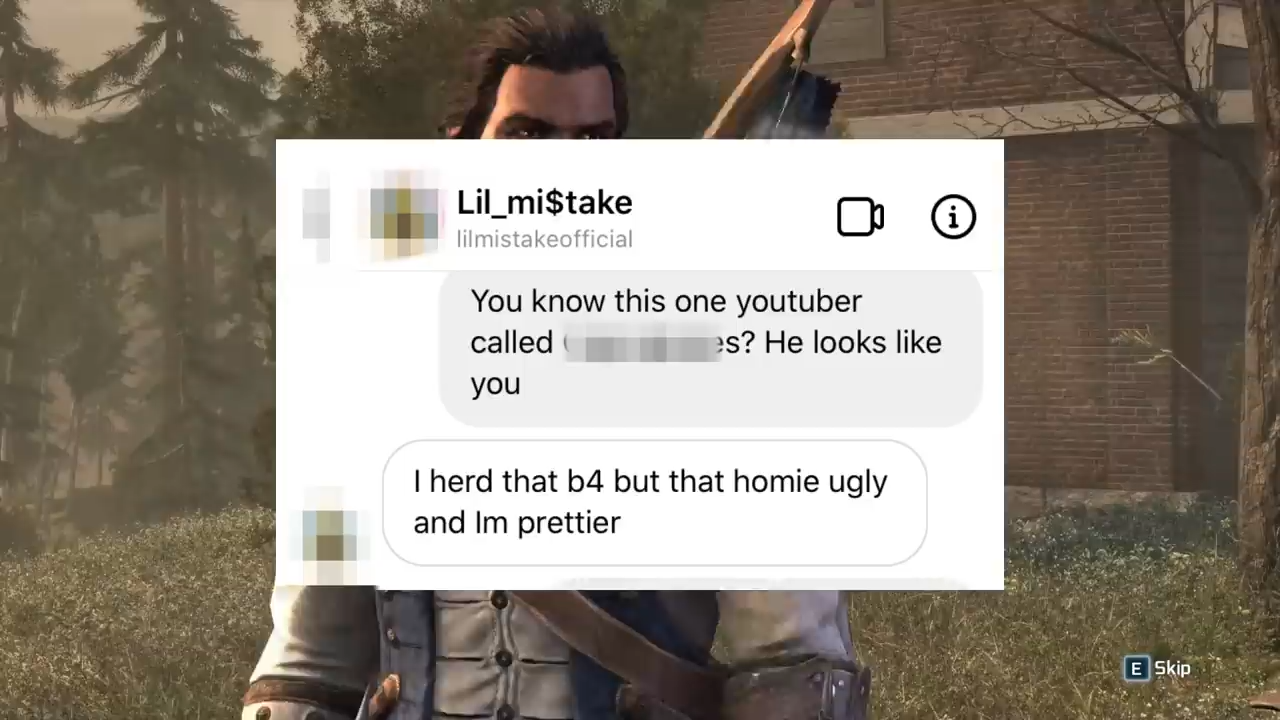 Lil_mi$take
lilmistakeofficial
You know this one youtuber
called es? He looks like
you
I herd that b4 but that homie ugly
and Im prettier
E Skip